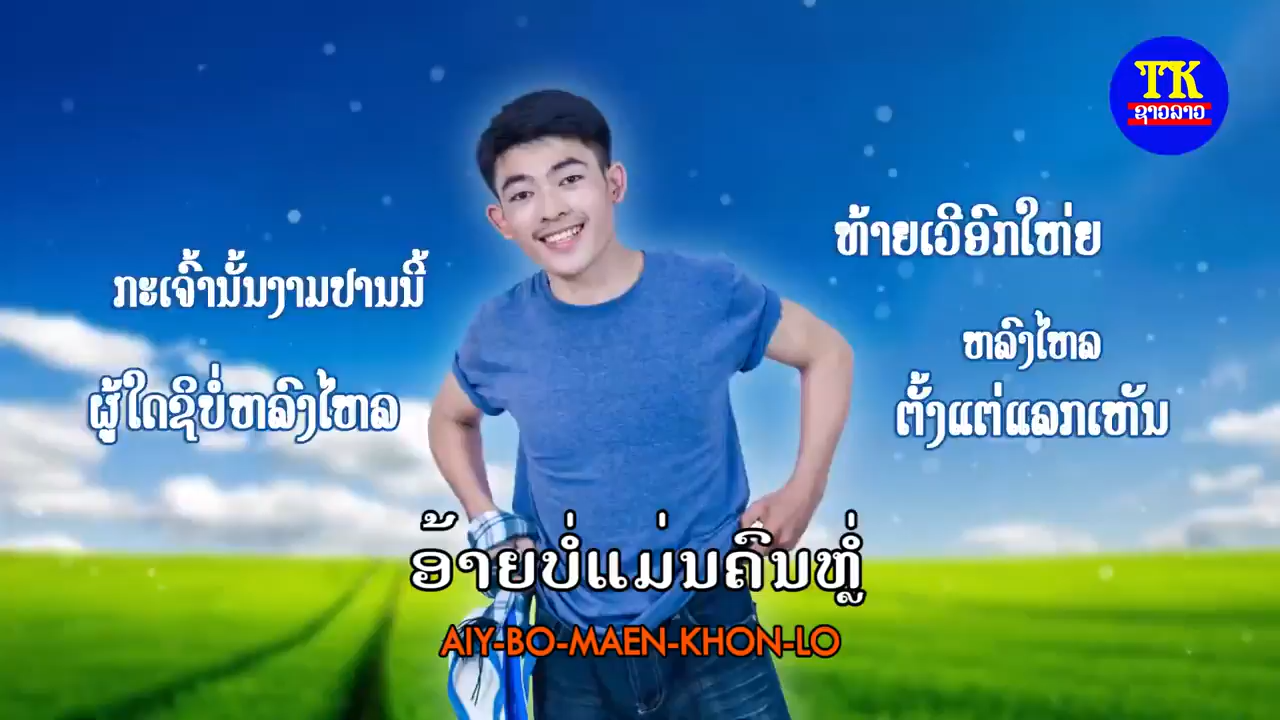 TK
ຊາວລາວ
ກະເຈົ້ານັ້ນງາມປານນີ້
ຜູ້ໃດຊິບໍ່ຫລົງໄຫລ
ທ້າຍເວີອົກໃຫ່ຍ
ຫລົງໄຫລ
ຕັ້ງແຕ່ແລກເຫັນ
ອ້າຍບໍ່ແມ່ນຄົນຫຼໍ່
AIY-BO-MAEN-KHON-LO